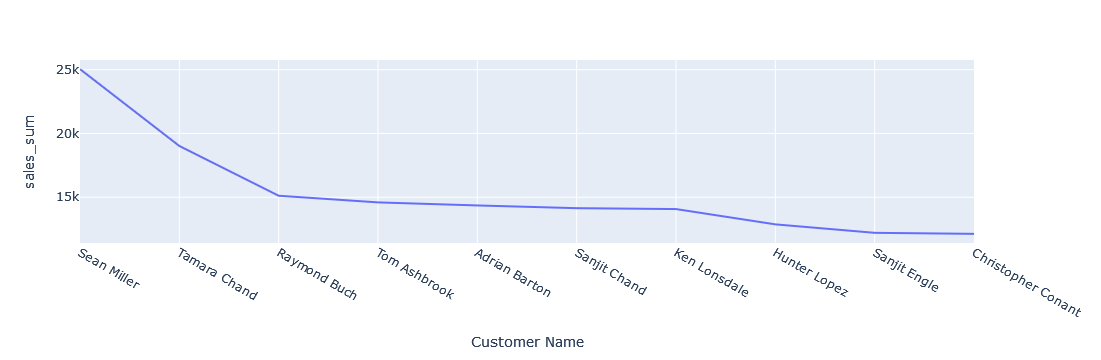 25k
20k
15k
sales_sum
Sean Miller
Tamara Chand
Raymond Buch
Tom Ashbrook
Adrian Barton
Sanjit Chand
Ken Lonsdale
Hunter Lopez
Sanjit Engle
Christopher Conant
Customer Name